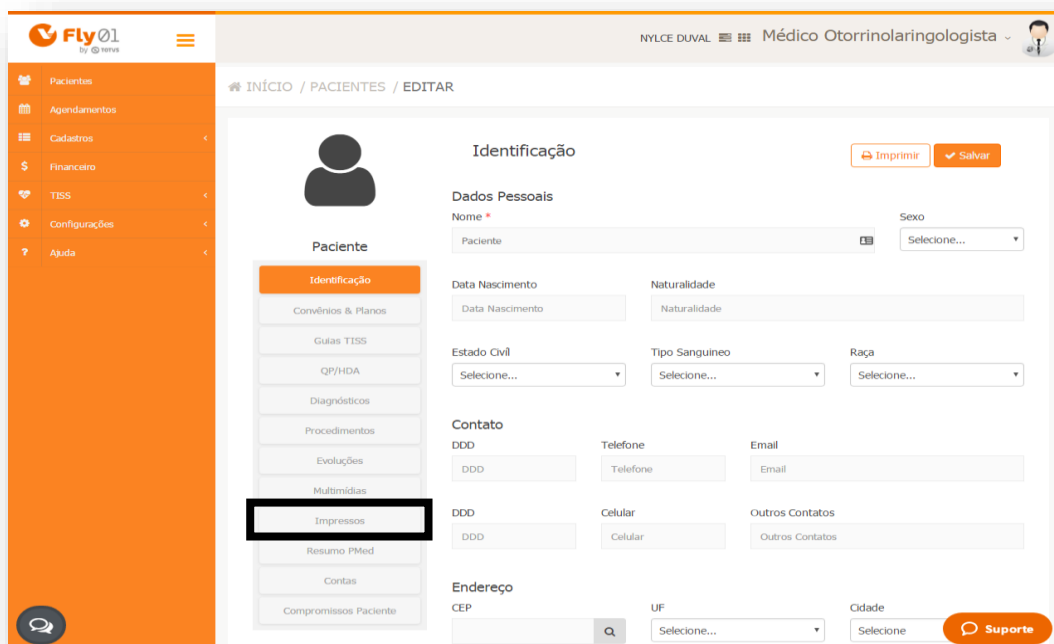 Fly01
by terus
NYLCE DUVAL Médico Otorrinolaringologista
Pacientes
Agendamentos
Cadastros
Financeiro
TISS
Configurações
Ajuda
INÍCIO / PACIENTES / EDITAR
Paciente
Identificação
Convênios & Planos
Guias TISS
QP/HDA
Diagnósticos
Procedimentos
Evoluções
Multimídias
Impressos
Resumo PMed
Contas
Compromissos Paciente
Identificação
Imprimir Salvar
Dados Pessoais
Nome * Sexo
Paciente Selecione...
Data Nascimento Naturalidade
Data Nascimento Naturalidade
Estado Civíl Tipo Sanguineo Raça
Selecione... Selecione... Selecione...
Contato
DDD Telefone Email
DDD Telefone Email
DDD Celular Outros Contatos
DDD Celular Outros Contatos
Endereço
CEP UF Cidade
Selecione... Selecione
Suporte